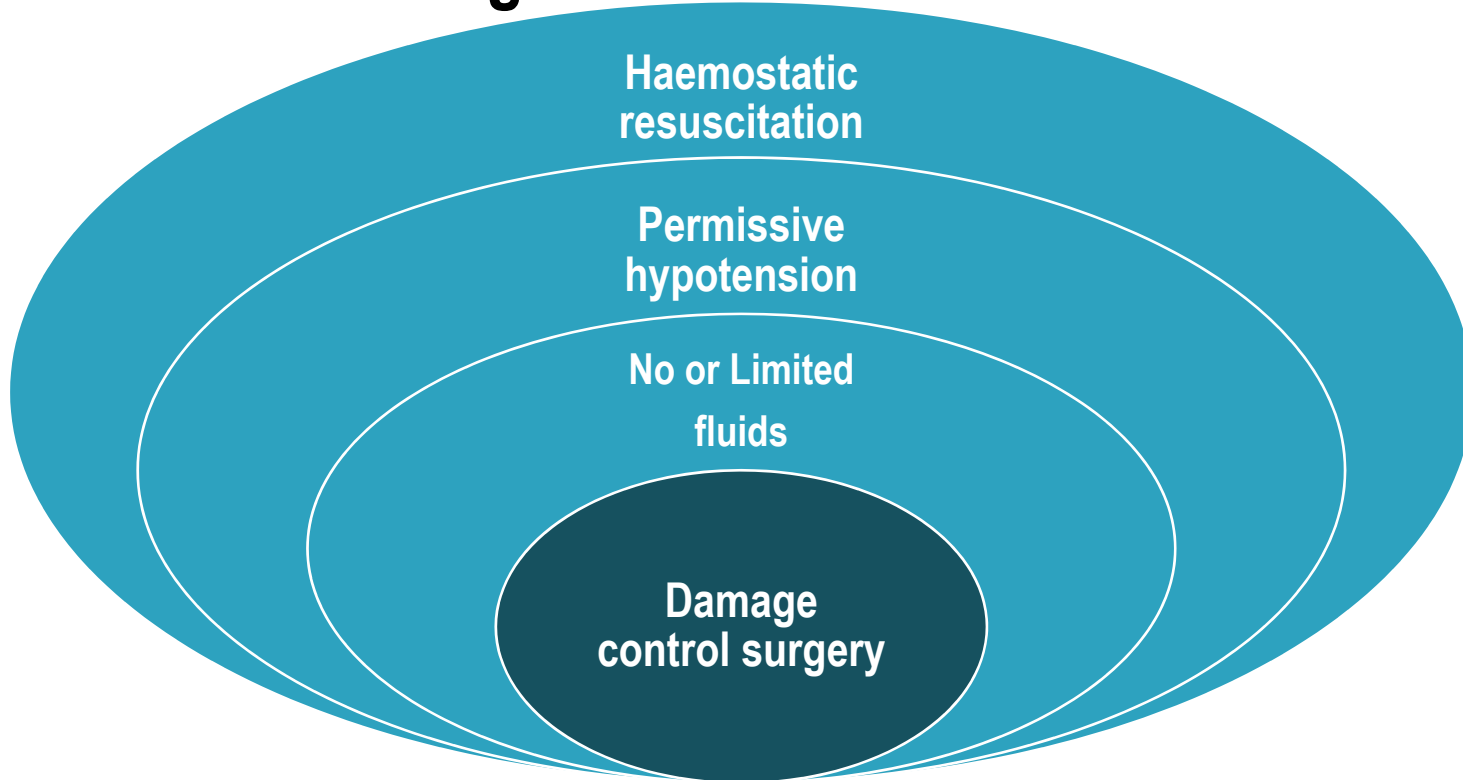 Haemostatic
resuscitation
Permissive
hypotension
No or Limited
fluids
Damage
control surgery